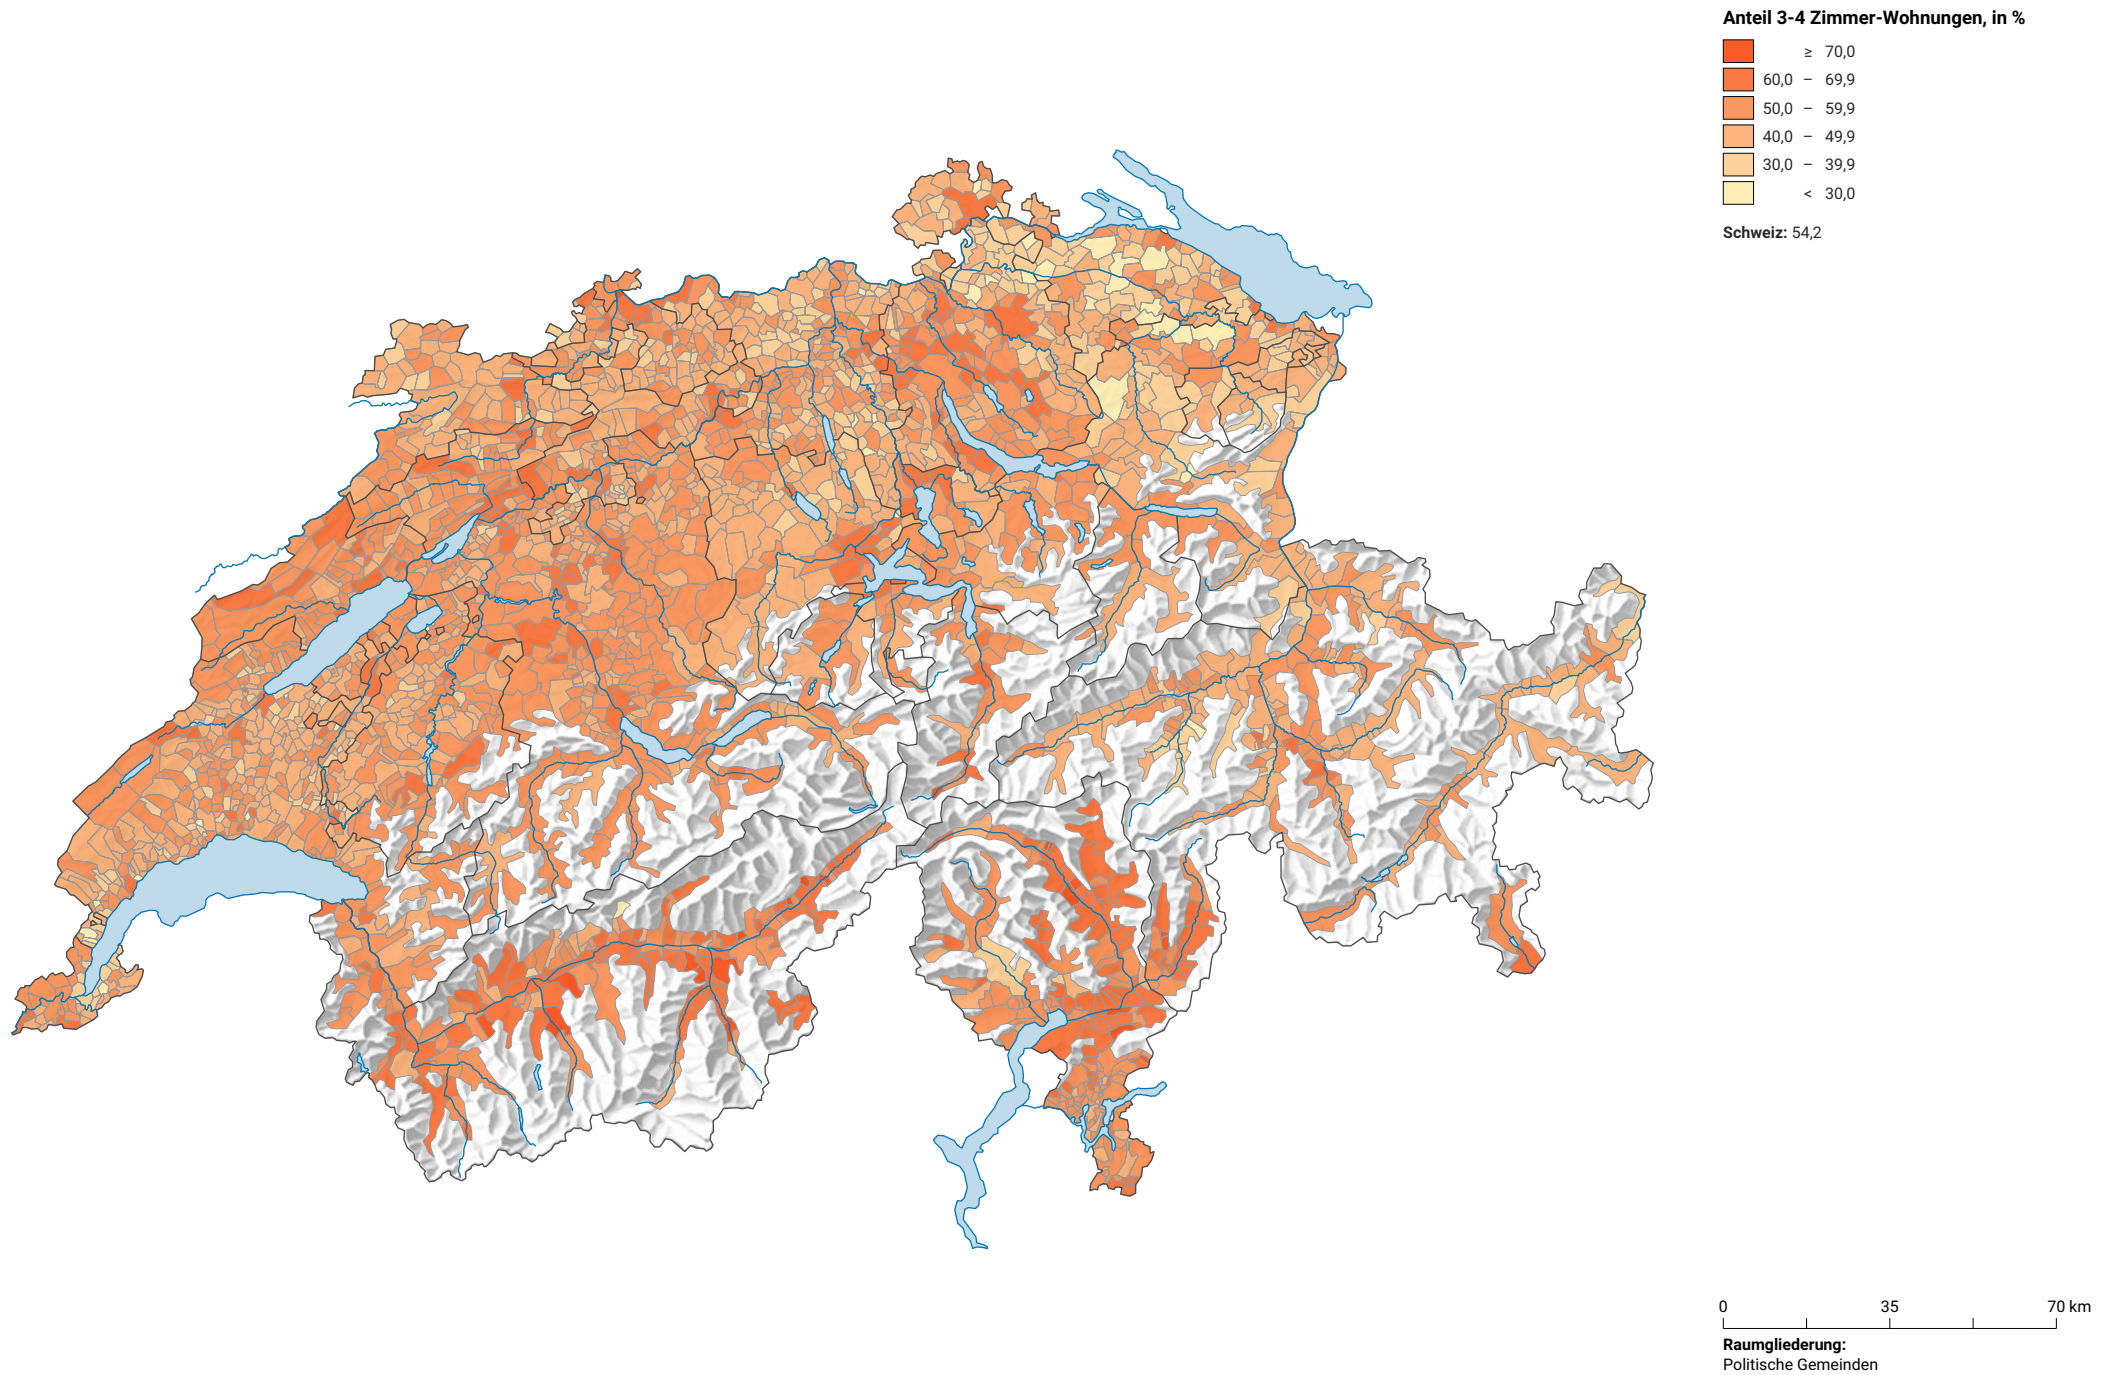 Anteil 3-4 Zimmer-Wohnungen, in %
≥ 70,0
60,0 – 69,9
50,0 – 59,9
40,0 – 49,9
30,0 – 39,9
< 30,0
Schweiz: 54,2
0 35 70 km
Raumgliederung:
Politische Gemeinden